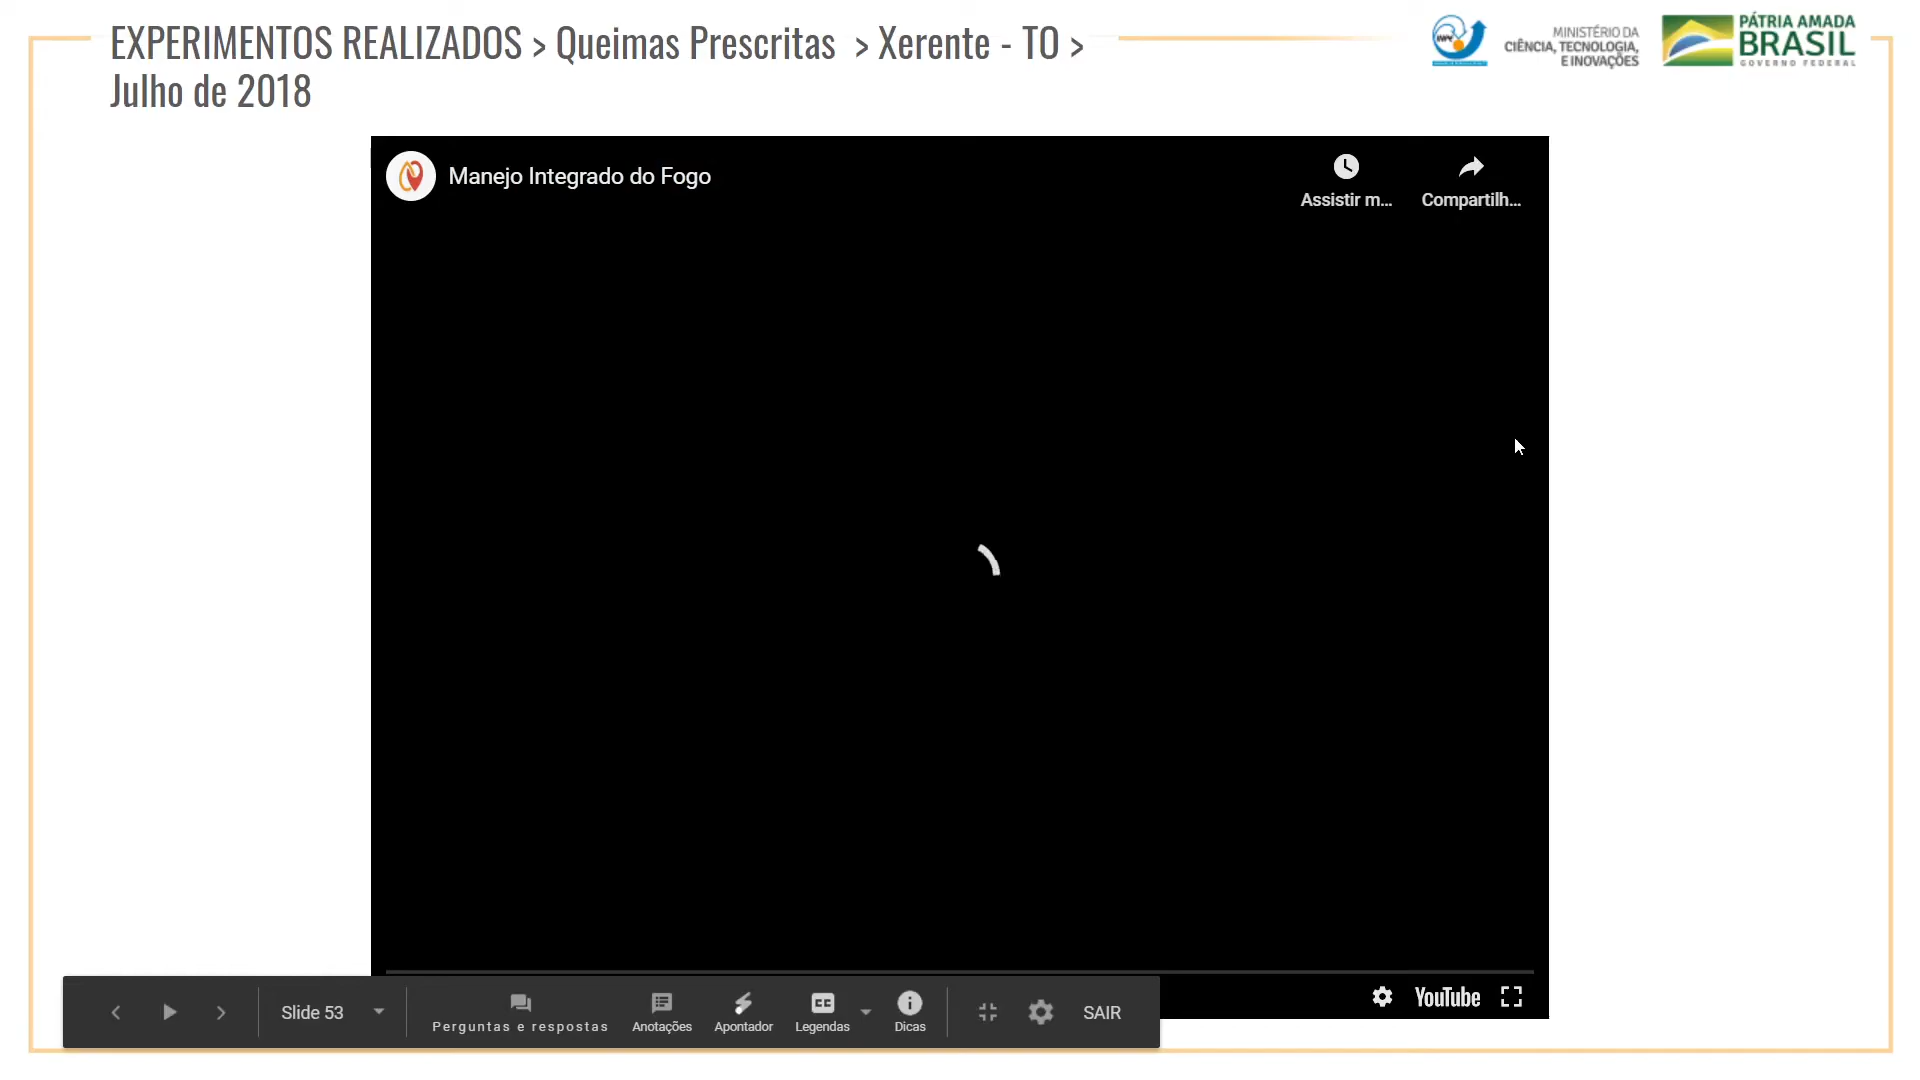 EXPERIMENTOS REALIZADOS > Queimas Prescritas > Xerente - TO >
Julho de 2018
MINISTÉRIO DA
CIÊNCIA, TECNOLOGIA,
E INOVAÇÕES
PÁTRIA AMADA
BRASIL
GOVERNO FEDERAL
Manejo Integrado do Fogo
Assistir m...
Compartilh...
Slide 53
Perguntas e respostas
Anotações
Apontador
CC
Legendas
Dicas
SAIR
YouTube